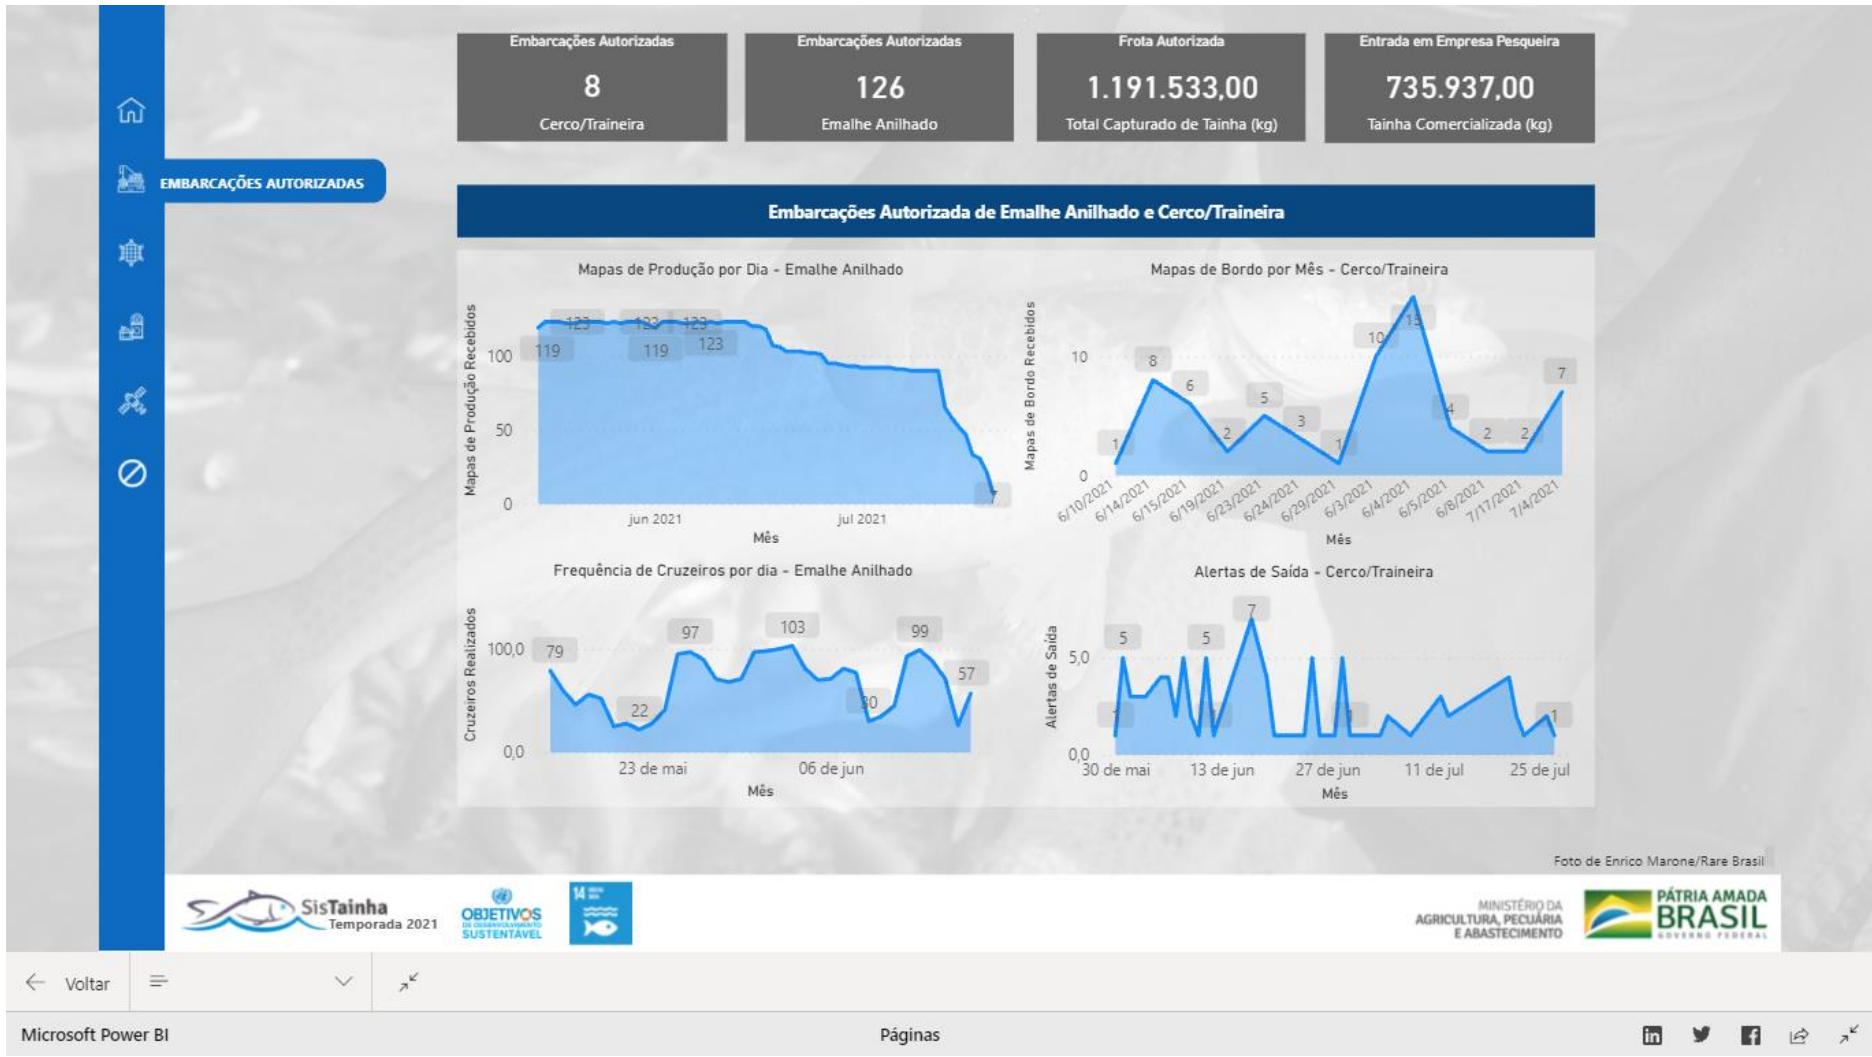 Embarcações Autorizadas
8
Cerco/Traineira
Embarcações Autorizadas
126
Emalhe Anilhado
Frota Autorizada
1.191.533,00
Total Capturado de Tainha (kg)
Entrada em Empresa Pesqueira
735.937,00
Tainha Comercializada (kg)
EMBARCAÇÕES AUTORIZADAS
Embarcações Autorizada de Emalhe Anilhado e Cerco/Traineira
Mapas de Produção por Dia - Emalhe Anilhado
Mapas de Produção Recebidos
100
50
0
119
123
123
119
123
123
7
jun 2021
jul 2021
Mês
Mapas de Bordo por Mês - Cerco/Traineira
Mapas de Bordo Recebidos
10
0
1
8
6
2
5
3
1
10
15
4
2
2
7
6/10/2021
6/14/2021
6/15/2021
6/19/2021
6/23/2021
6/24/2021
6/29/2021
6/3/2021
6/4/2021
6/5/2021
6/8/2021
7/17/2021
7/4/2021
Mês
Frequência de Cruzeiros por dia - Emalhe Anilhado
Cruzeiros Realizados
100,0
0,0
79
22
97
103
30
99
57
23 de mai
06 de jun
Mês
Alertas de Saída - Cerco/Traineira
Alertas de Saída
5,0
0,0
1
5
5
1
7
1
1
30 de mai
13 de jun
27 de jun
11 de jul
25 de jul
Mês
Foto de Enrico Marone/Rare Brasil
SisTainha
Temporada 2021
OBJETIVOS
DE DESENVOLVIMENTO
SUSTENTÁVEL
14
MINISTÉRIO DA
AGRICULTURA, PECUÁRIA
E ABASTECIMENTO
PÁTRIA AMADA
BRASIL
GOVERNO FEDERAL
Voltar
Microsoft Power BI
Páginas